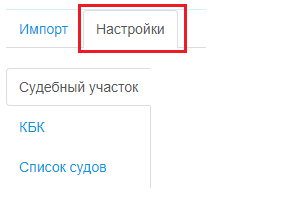 Импорт Настройки
Судебный участок
КБК
Список судов